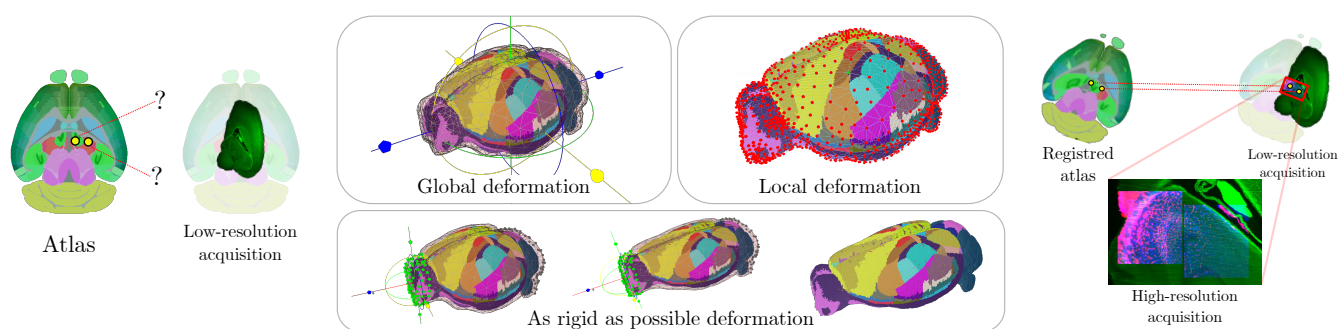 ?
?
Atlas
Low-resolution
acquisition
Global deformation
Local deformation
As rigid as possible deformation
Registred
atlas
Low-resolution
acquisition
High-resolution
acquisition